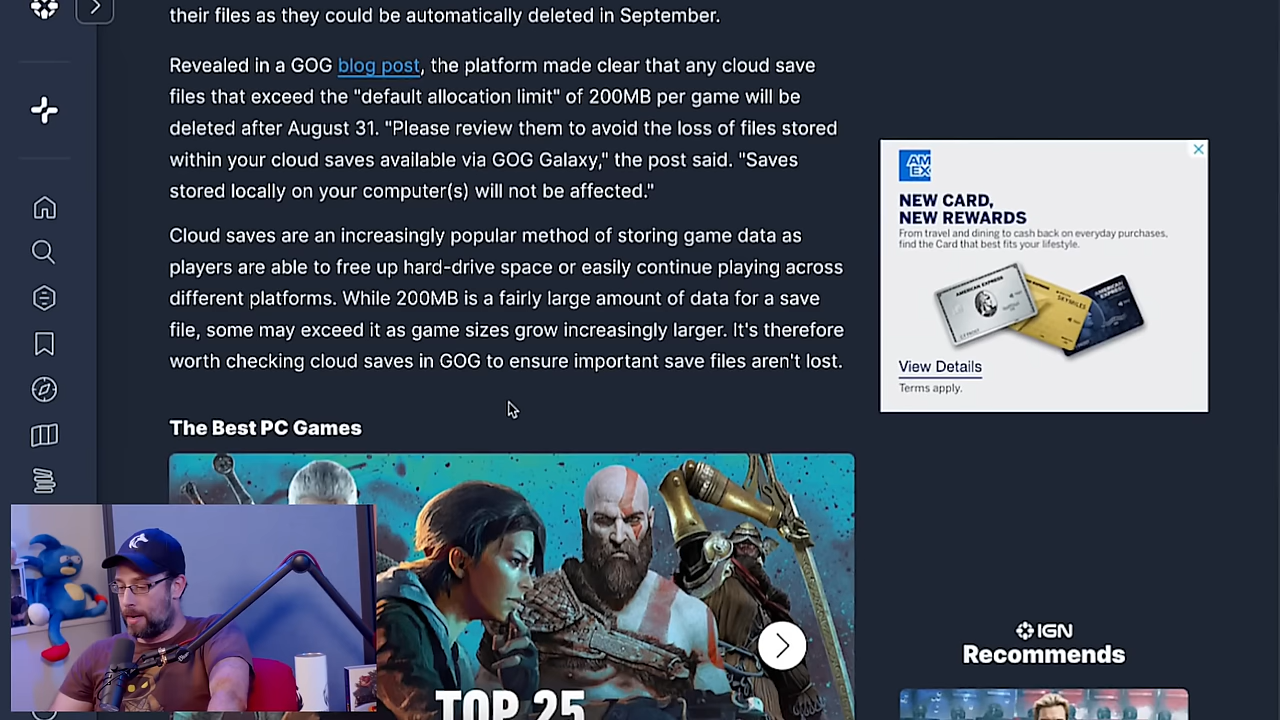 their files as they could be automatically deleted in September.
Revealed in a GOG blog post, the platform made clear that any cloud save
files that exceed the "default allocation limit" of 200MB per game will be
deleted after August 31. "Please review them to avoid the loss of files stored
within your cloud saves available via GOG Galaxy," the post said. "Saves
stored locally on your computer(s) will not be affected."
Cloud saves are an increasingly popular method of storing game data as
players are able to free up hard-drive space or easily continue playing across
different platforms. While 200MB is a fairly large amount of data for a save
file, some may exceed it as game sizes grow increasingly larger. It's therefore
worth checking cloud saves in GOG to ensure important save files aren't lost.
The Best PC Games
TOP 25
AM
EX
NEW CARD,
NEW REWARDS
From travel and dining to cash back on everyday purchases,
find the Card that best fits your lifestyle.
AMERICAN EXPRESS
SKYMILES
AMERICAN EXPRESS
View Details
Terms apply.
IGN
Recommends